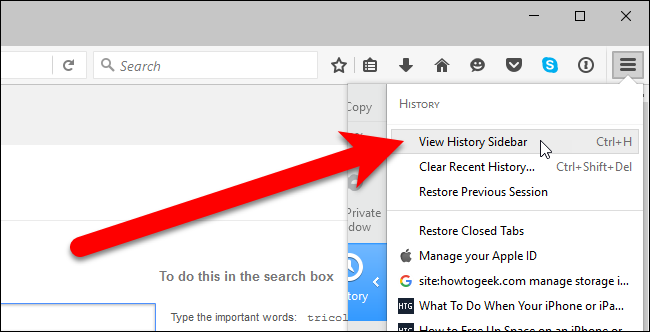 Search
Copy
HISTORY
View History Sidebar Ctrl+H
Clear Recent History... Ctrl+Shift+Del
Restore Previous Session
Private
dow
Restore Closed Tabs
Manage your Apple ID
tory
site:howtogeek.com manage storage i...
To do this in the search box
HTG What To Do When Your iPhone or iPa...
Type the important words: tricol
HTG How to Free Up Space on an iPhone or